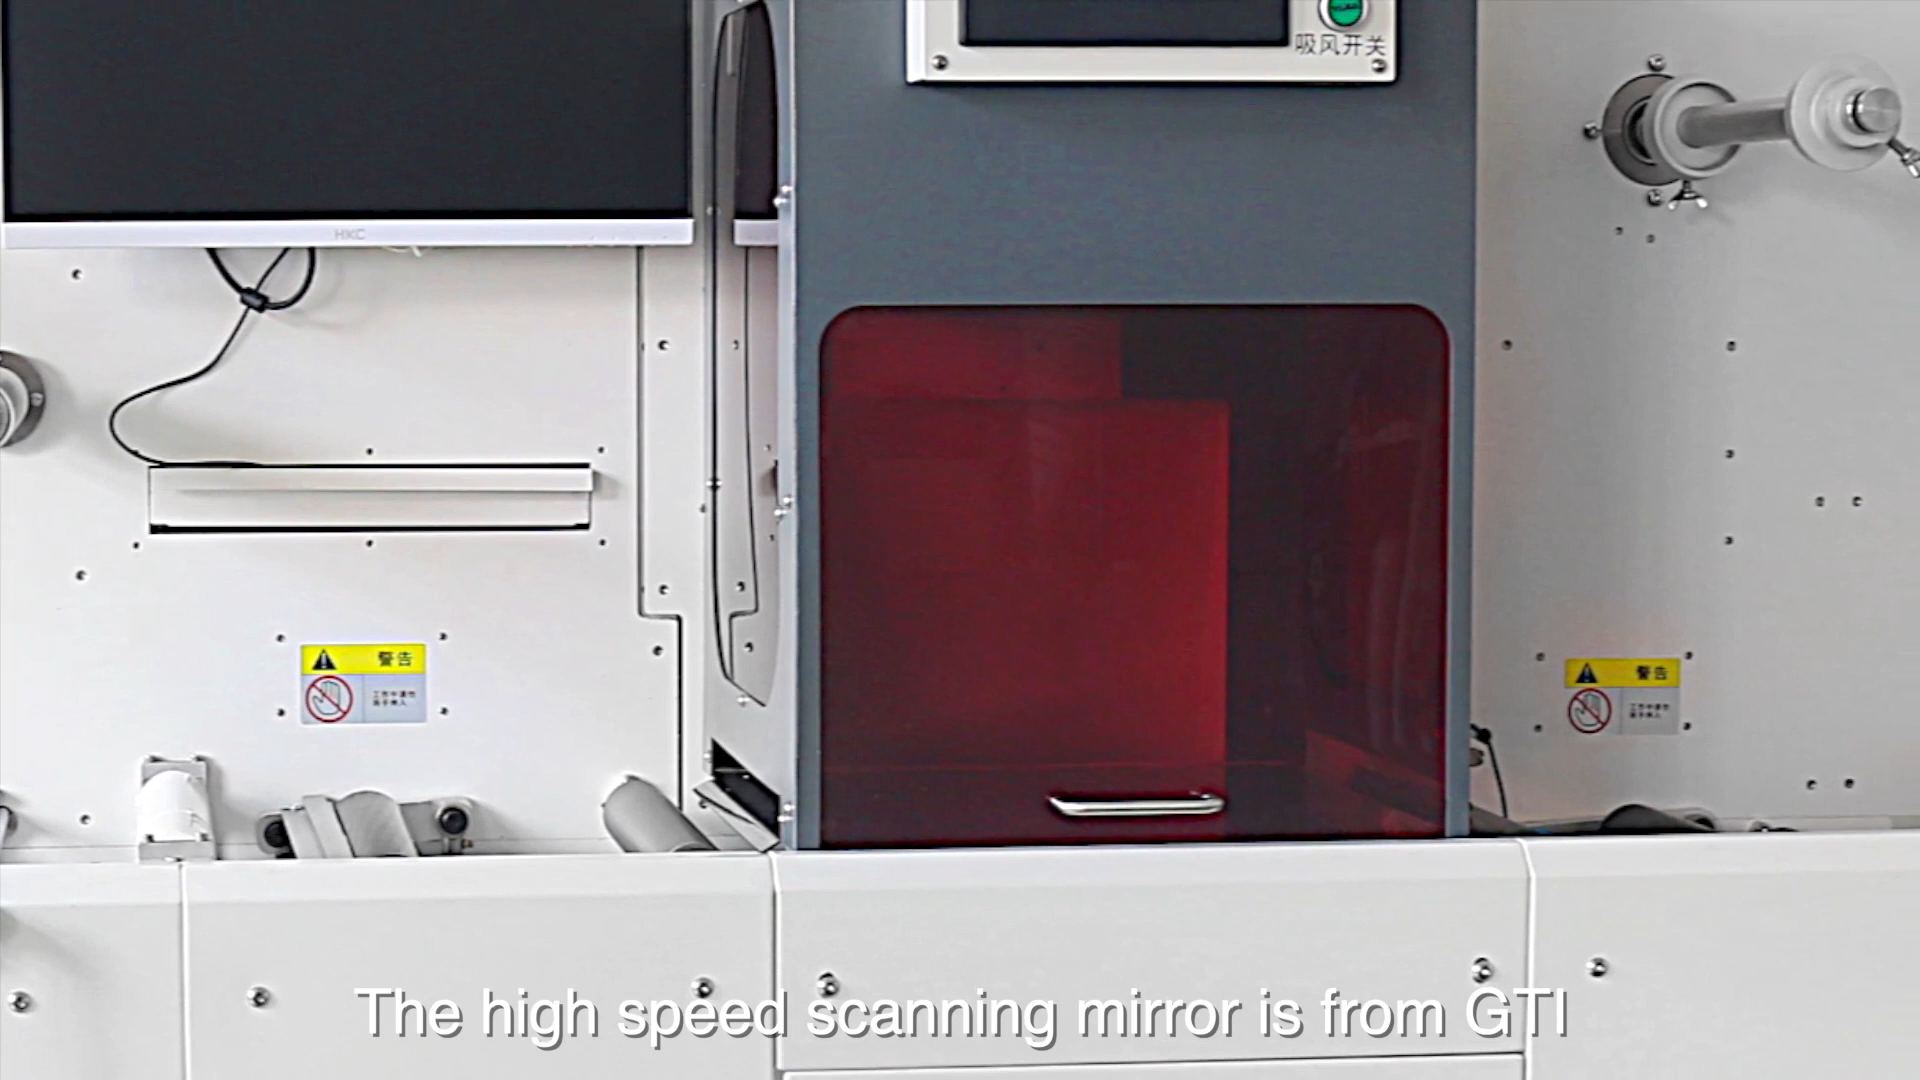 吸风开关
HKC
警告
警告
The high speed scanning mirror is from GTI